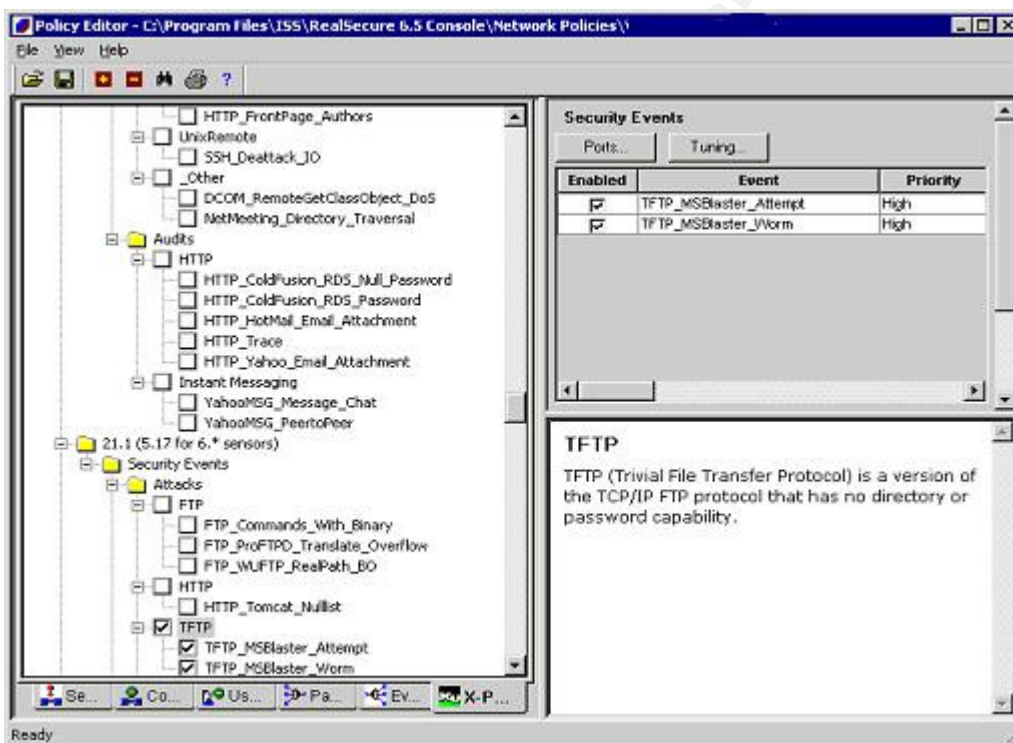 Policy Editor - C:\Program Files\ISS\RealSecure 6.5 Console\Network Policies\
File View Help
HTTP_FrontPage_Authors
UnixRemote
SSH_Deattack_IO
_Other
DCOM_RemoteGetClassObject_DoS
NetMeeting_Directory_Traversal
Audits
HTTP
HTTP_ColdFusion_RDS_Null_Password
HTTP_ColdFusion_RDS_Password
HTTP_HotMail_Email_Attachment
HTTP_Trace
HTTP_Yahoo_Email_Attachment
Instant Messaging
YahooMSG_Message_Chat
YahooMSG_PeertoPeer
21.1 (5.17 for 6.* sensors)
Security Events
Attacks
FTP
FTP_Commands_With_Binary
FTP_ProFTPD_Translate_Overflow
FTP_WUFTP_RealPath_BO
HTTP
HTTP_Tomcat_Nullist
TFTP
TFTP_MSBlaster_Attempt
TFTP_MSBlaster_Worm
Se... Co... Us... Pa... Ev... X-P...
Security Events
Ports... Tuning...
Enabled Event Priority
TFTP_MSBlaster_Attempt High
TFTP_MSBlaster_Worm High
TFTP
TFTP (Trivial File Transfer Protocol) is a version of
the TCP/IP FTP protocol that has no directory or
password capability.
Ready